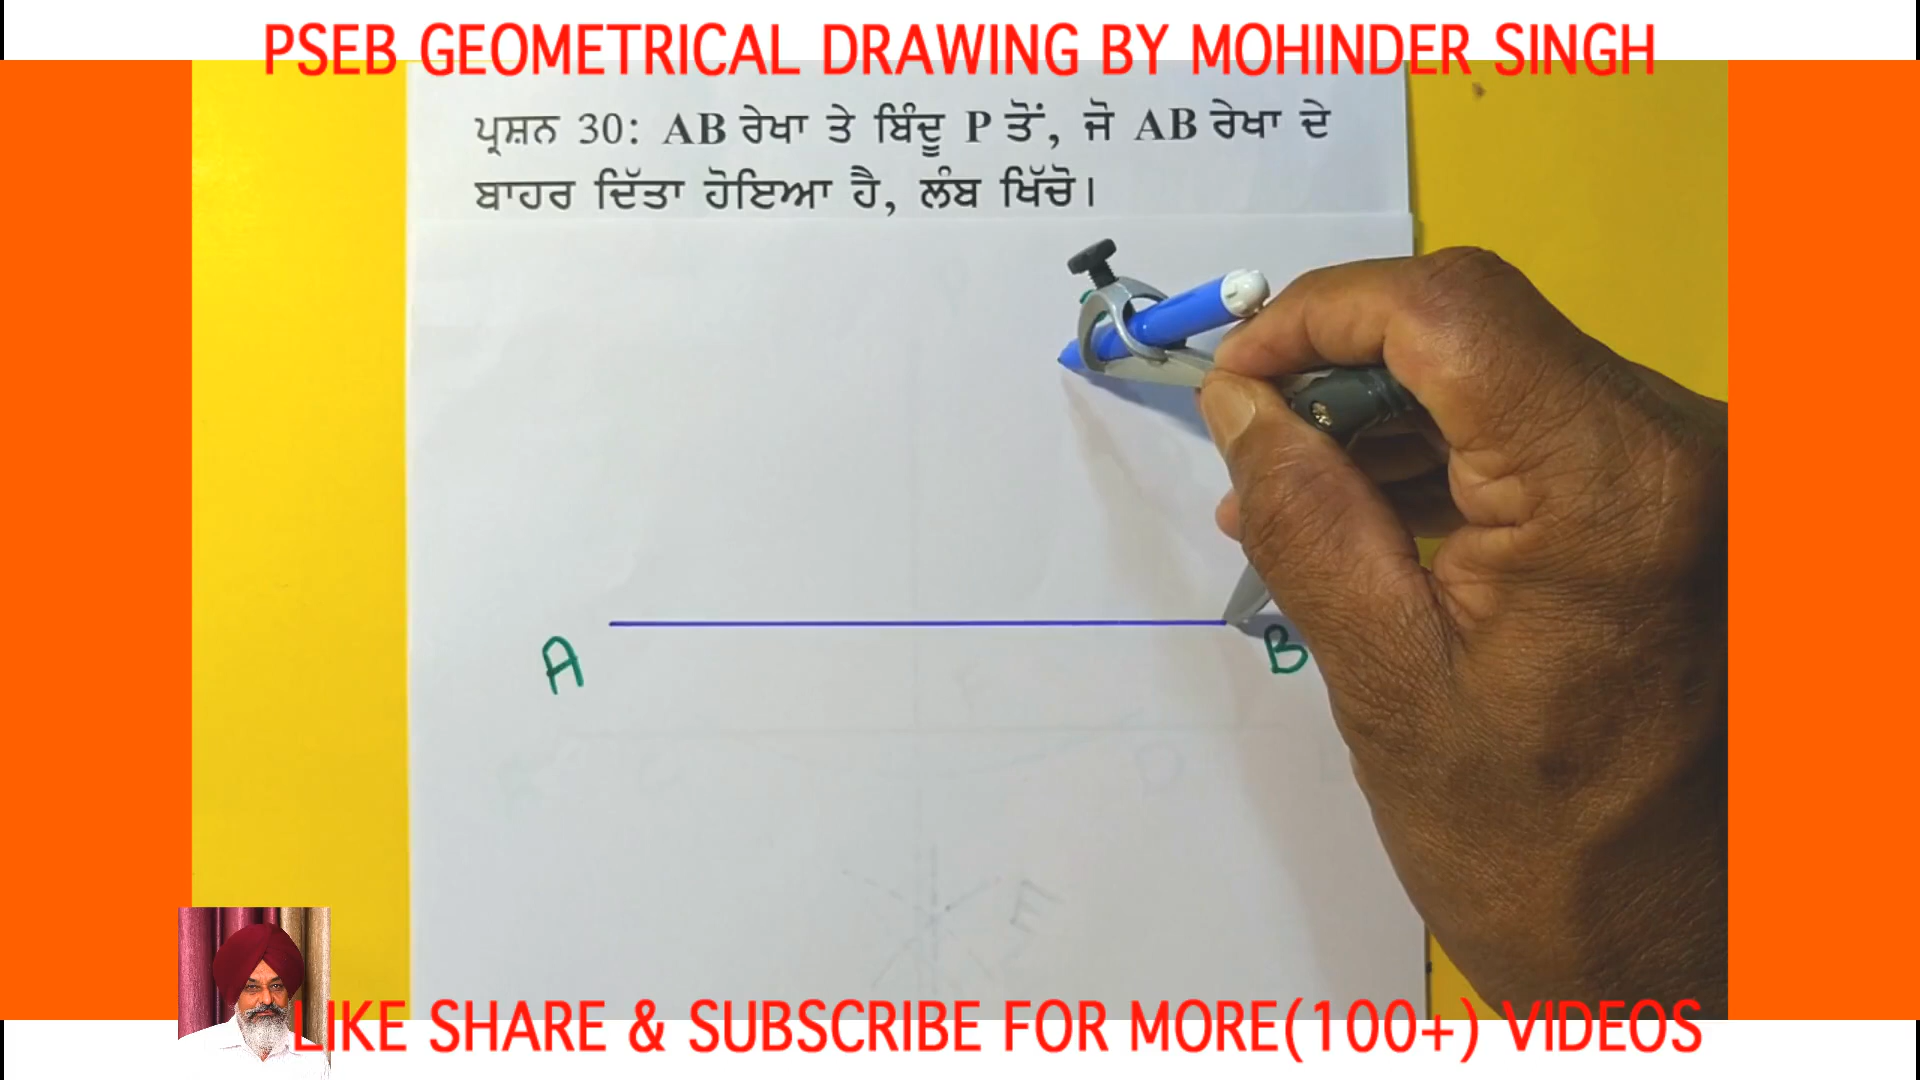 PSEB GEOMETRICAL DRAWING BY MOHINDER SINGH
ਪ੍ਰਸ਼ਨ 30: AB ਰੇਖਾ ਤੇ ਬਿੰਦੂ P ਤੋਂ, ਜੋ AB ਰੇਖਾ ਦੇ
ਬਾਹਰ ਦਿੱਤਾ ਹੋਇਆ ਹੈ, ਲੰਬ ਖਿੱਚੋ।
A
B
F
C
D
E
LIKE SHARE & SUBSCRIBE FOR MORE(100+) VIDEOS